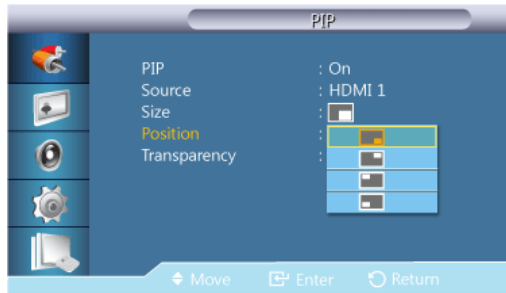 PIP
PIP : On
Source : HDMI 1
Size :
Position :
Transparency :
Move Enter Return